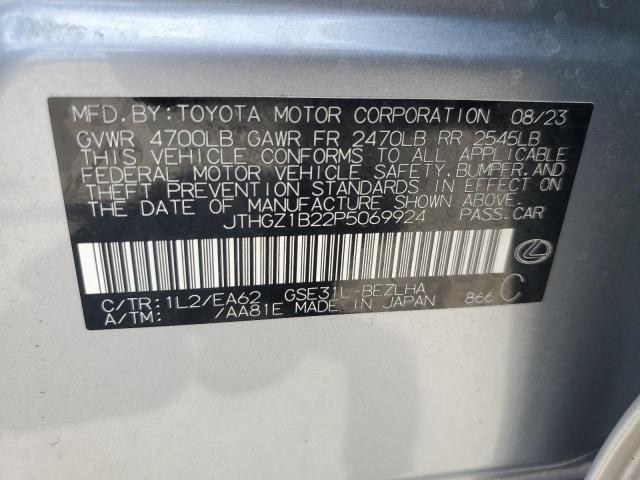 MFD.BY:TOYOTA MOTOR CORPORATION 08/23
GVWR 4700LB GAWR FR 2470LB RR 2545LB
THIS VEHICLE CONFORMS TO ALL APPLICABLE
FEDERAL MOTOR VEHICLE SAFETY,BUMPER,AND
THEFT PREVENTION STANDARDS IN EFFECT ON
THE DATE OF MANUFACTURE SHOWN ABOVE.
JTHGZ1B22P5069924 PASS.CAR
C/TR:1L2/EA62 GSE31L-BEZLHA 866 C
A/TM: /AA81E MADE IN JAPAN